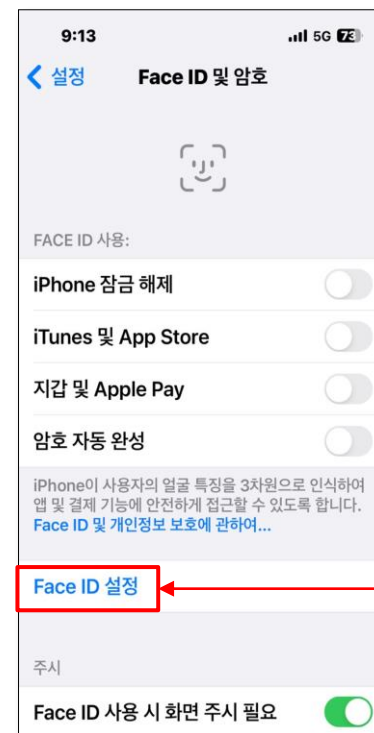 9:13
5G 73
설정
Face ID 및 암호
FACE ID 사용:
iPhone 잠금 해제
iTunes 및 App Store
지갑 및 Apple Pay
암호 자동 완성
iPhone이 사용자의 얼굴 특징을 3차원으로 인식하여
앱 및 결제 기능에 안전하게 접근할 수 있도록 합니다.
Face ID 및 개인정보 보호에 관하여...
Face ID 설정
주시
Face ID 사용 시 화면 주시 필요